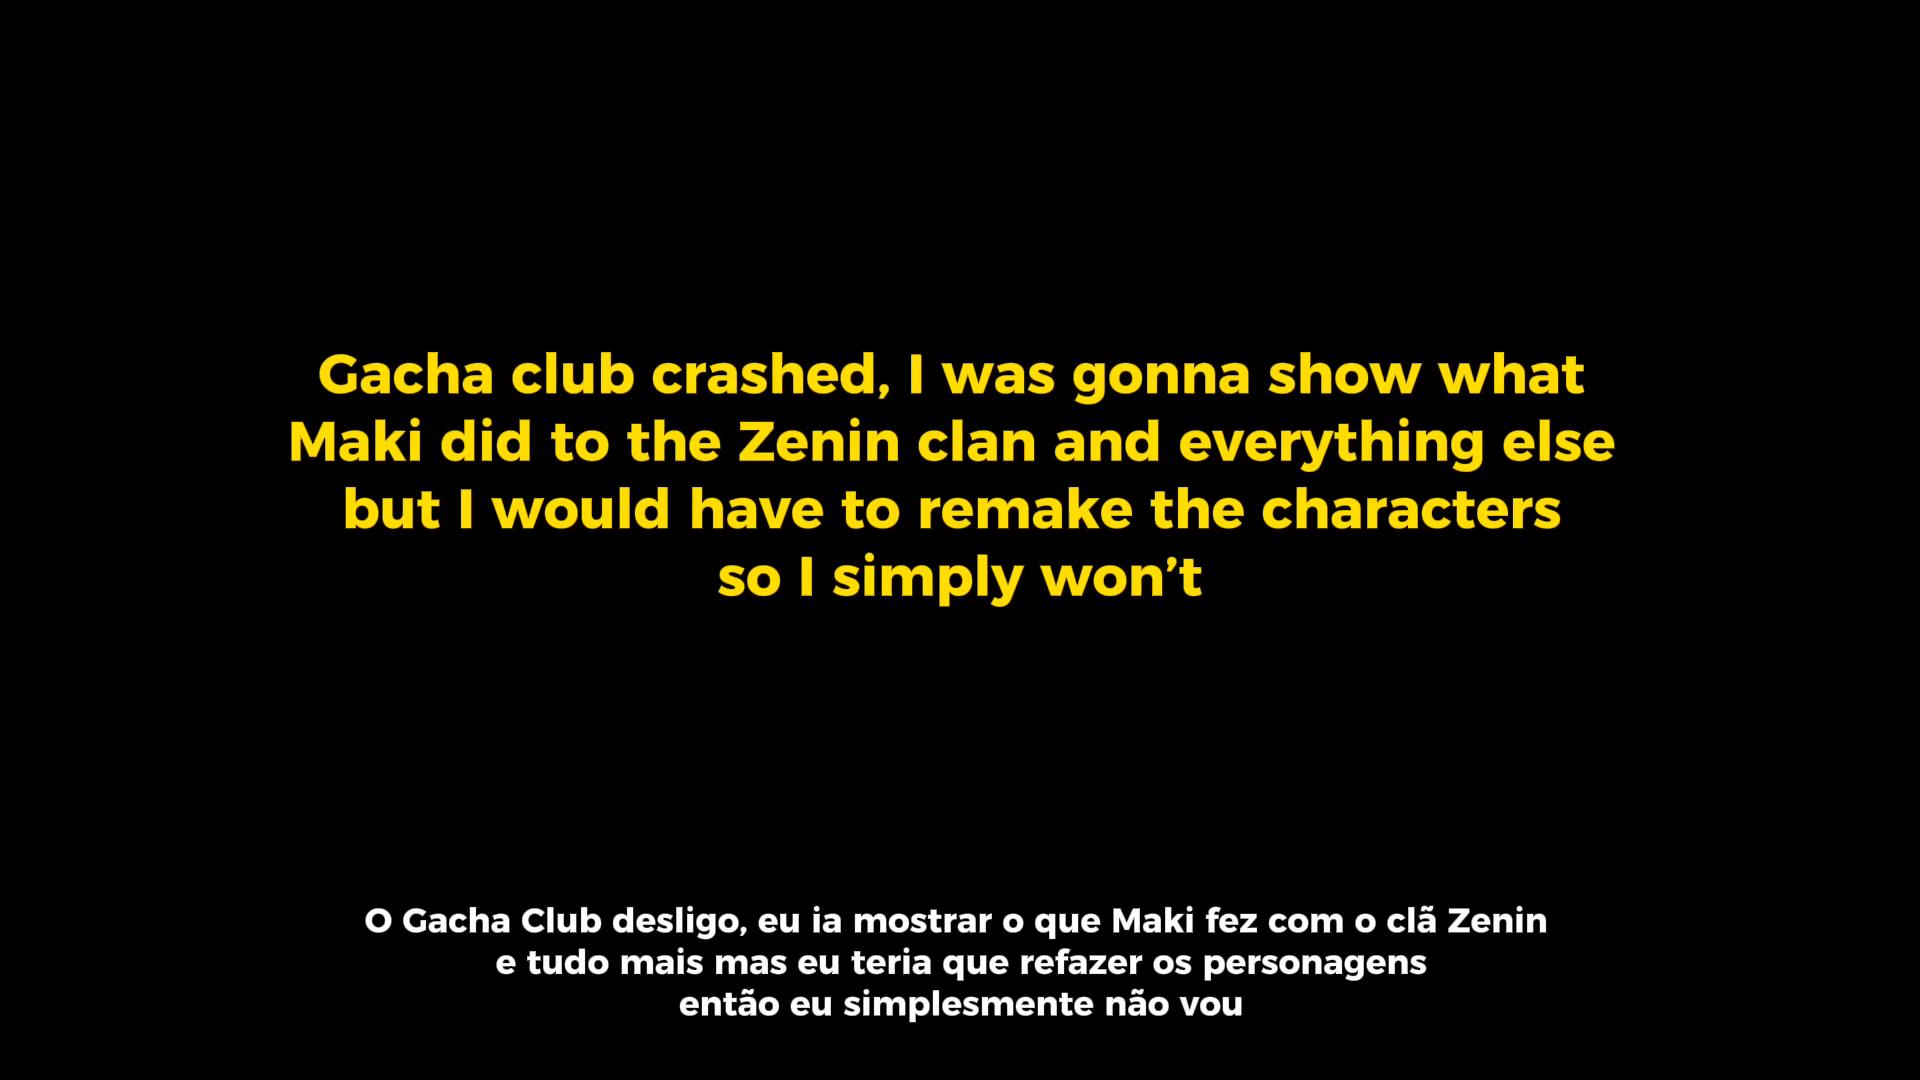 Gacha club crashed, I was gonna show what
Maki did to the Zenin clan and everything else
but I would have to remake the characters
so I simply won’t
O Gacha Club desligo, eu ia mostrar o que Maki fez com o clã Zenin
e tudo mais mas eu teria que refazer os personagens
então eu simplesmente não vou